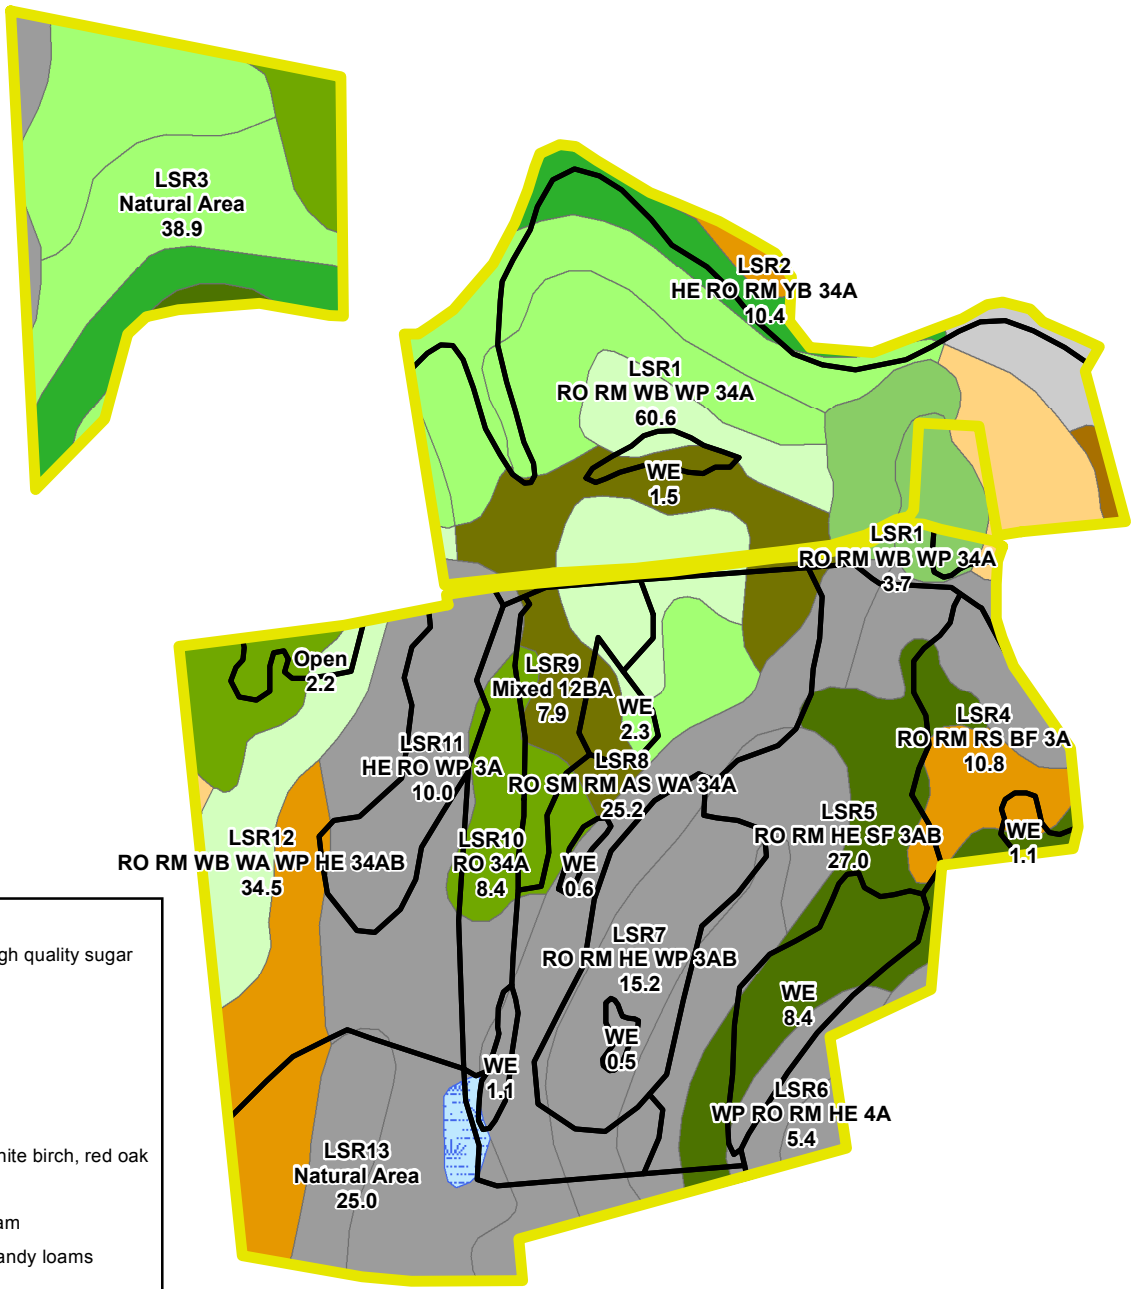 LSR3
Natural Area
38.9
LSR2
HE RO RM YB 34A
10.4
LSR1
RO RM WB WP 34A
60.6
WE
1.5
LSR1
RO RM WB WP 34A
3.7
Open
2.2
LSR9
Mixed 12BA
7.9
WE
2.3
LSR4
RO RM RS BF 3A
10.8
LSR11
HE RO WP 3A
10.0
LSR8
RO SM RM AS WA 34A
25.2
LSR5
RO RM HE SF 3AB
27.0
WE
1.1
LSR12
RO RM WB WA WP HE 34AB
34.5
LSR10
RO 34A
8.4
WE
0.6
LSR7
RO RM HE WP 3AB
15.2
WE
8.4
WE
0.5
WE
1.1
LSR6
WP RO RM HE 4A
5.4
LSR13
Natural Area
25.0
gh quality sugar
hite birch, red oak
am
andy loams